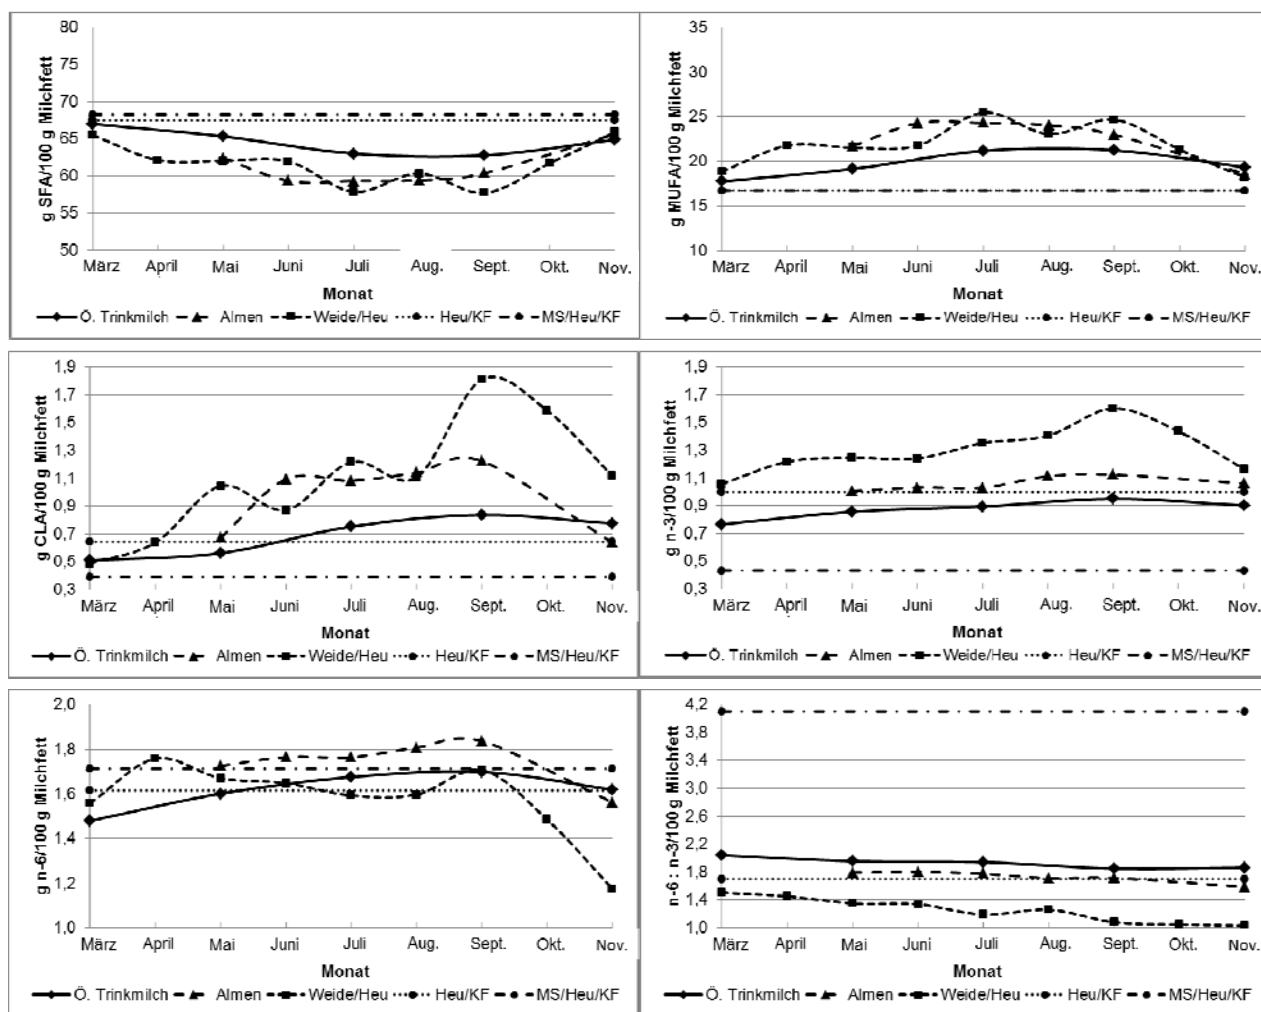 g SFA/100 g Milchfett
80
75
70
65
60
55
50
März April Mai Juni Juli Aug. Sept. Okt. Nov.
Monat
Ö. Trinkmilch Almen Weide/Heu Heu/KF MS/Heu/KF
g MUFA/100 g Milchfett
35
30
25
20
15
10
März April Mai Juni Juli Aug. Sept. Okt. Nov.
Monat
Ö. Trinkmilch Almen Weide/Heu Heu/KF MS/Heu/KF
g CLA/100 g Milchfett
1,9
1,7
1,5
1,3
1,1
0,9
0,7
0,5
0,3
März April Mai Juni Juli Aug. Sept. Okt. Nov.
Monat
Ö. Trinkmilch Almen Weide/Heu Heu/KF MS/Heu/KF
g n-3/100 g Milchfett
1,9
1,7
1,5
1,3
1,1
0,9
0,7
0,5
0,3
März April Mai Juni Juli Aug. Sept. Okt. Nov.
Monat
Ö. Trinkmilch Almen Weide/Heu Heu/KF MS/Heu/KF
g n-6/100 g Milchfett
2,0
1,8
1,6
1,4
1,2
1,0
März April Mai Juni Juli Aug. Sept. Okt. Nov.
Monat
Ö. Trinkmilch Almen Weide/Heu Heu/KF MS/Heu/KF
n-6 : n-3/100 g Milchfett
4,2
3,8
3,4
3,0
2,6
2,2
1,8
1,4
1,0
März April Mai Juni Juli Aug. Sept. Okt. Nov.
Monat
Ö. Trinkmilch Almen Weide/Heu Heu/KF MS/Heu/KF